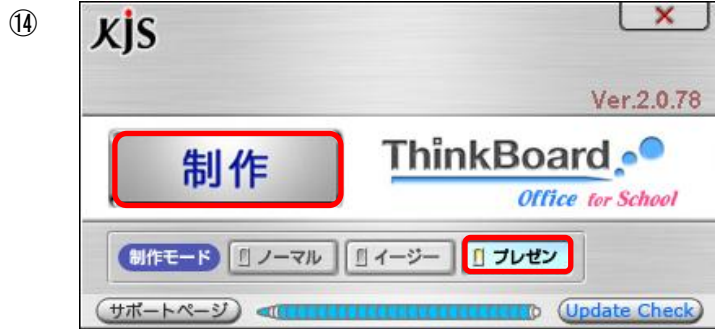 ⑭
KJS
Ver.2.0.78
制作
ThinkBoard
Office for School
制作モード ノーマル イージー プレゼン
サポートページ Update Check